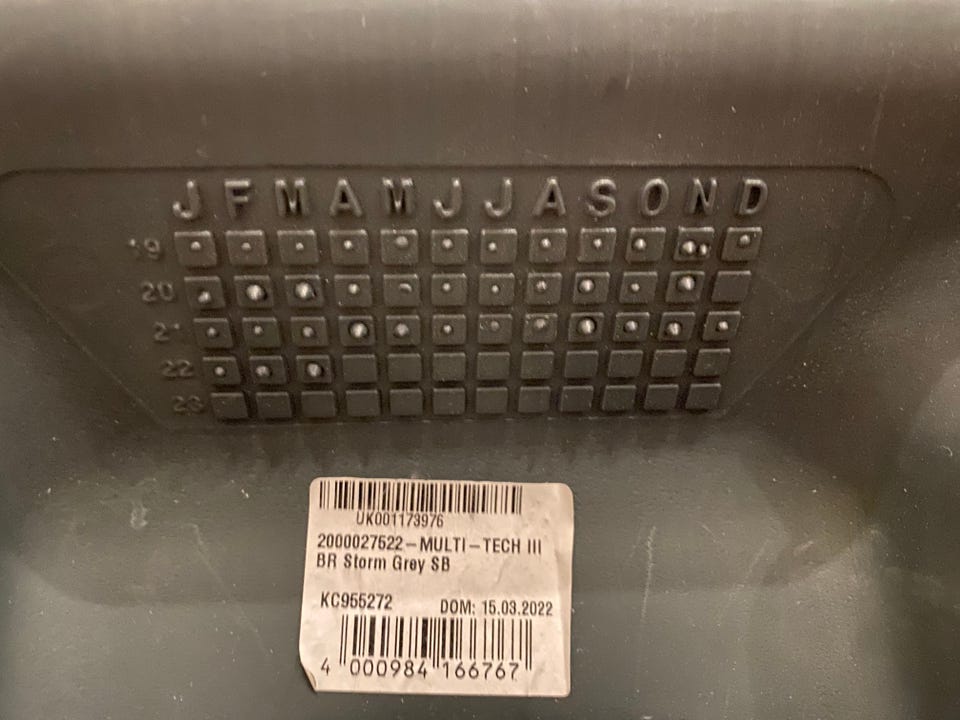 J F M A M J J A S O N D
19
20
21
22
23
UK001173976
2000027522-MULTI-TECH III
BR Storm Grey SB
KC955272 DOM: 15.03.2022
4 000984 166767